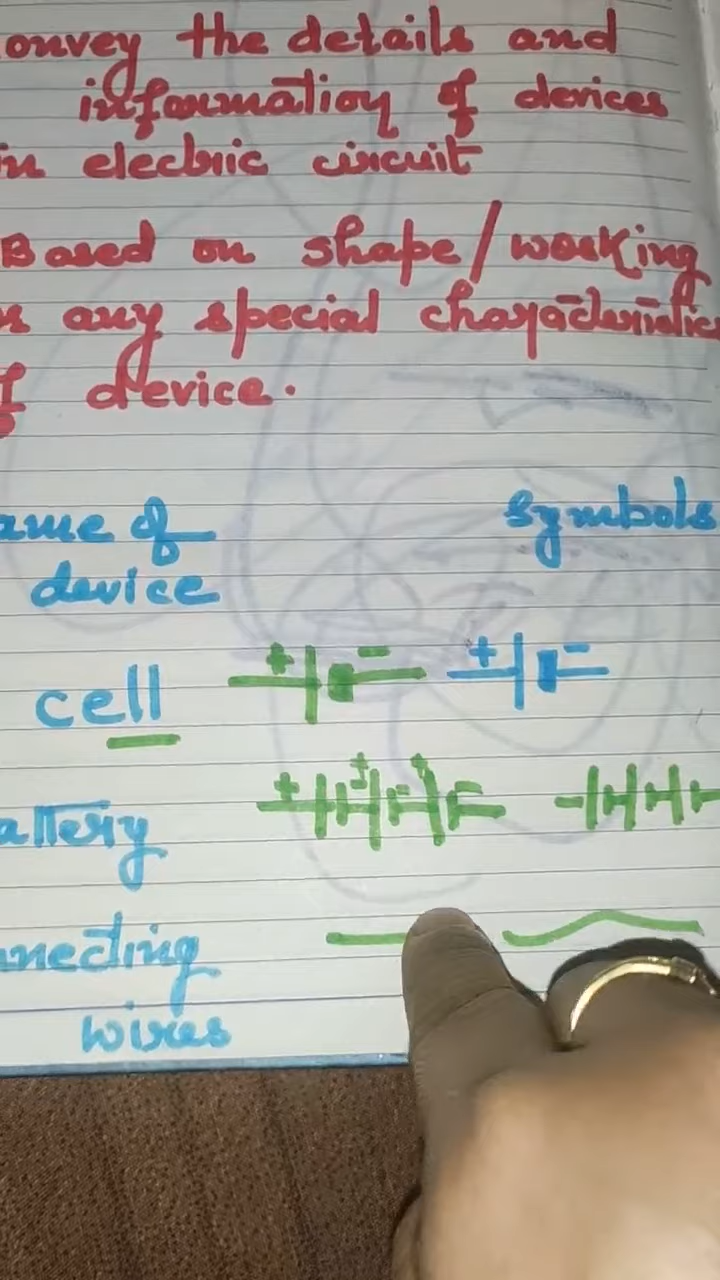 onvey the details and
information of devices
in electric circuit
Based on shape/working
any special characteristic
device.
ame of symbols
device
cell + - + -
attery + + + -
nnecting
wires